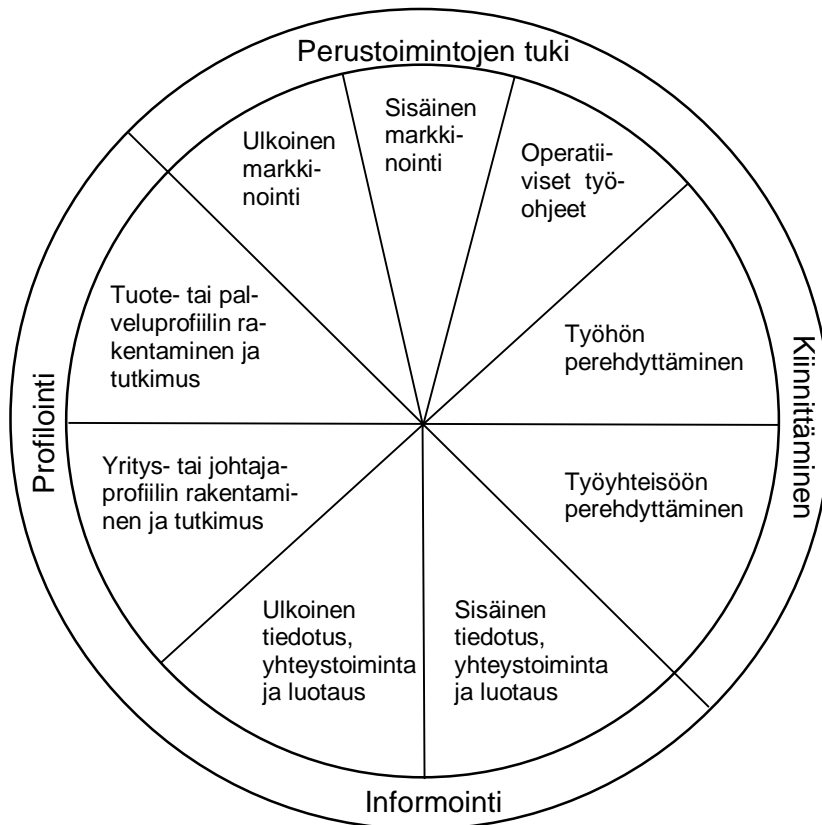 Perustoimintojen tuki
Ulkoinen
markki-
nointi
Sisäinen
markki-
nointi
Operatii-
viset työ-
ohjeet
Tuote- tai pal-
veluprofiilin ra-
kentaminen ja
tutkimus
Työhön
perehdyttäminen
Profilointi
Kiinnittäminen
Yritys- tai johtaja-
profiilin rakentami-
nen ja tutkimus
Työyhteisöön
perehdyttäminen
Ulkoinen
tiedotus,
yhteystoiminta
ja luotaus
Sisäinen
tiedotus,
yhteystoiminta
ja luotaus
Informointi